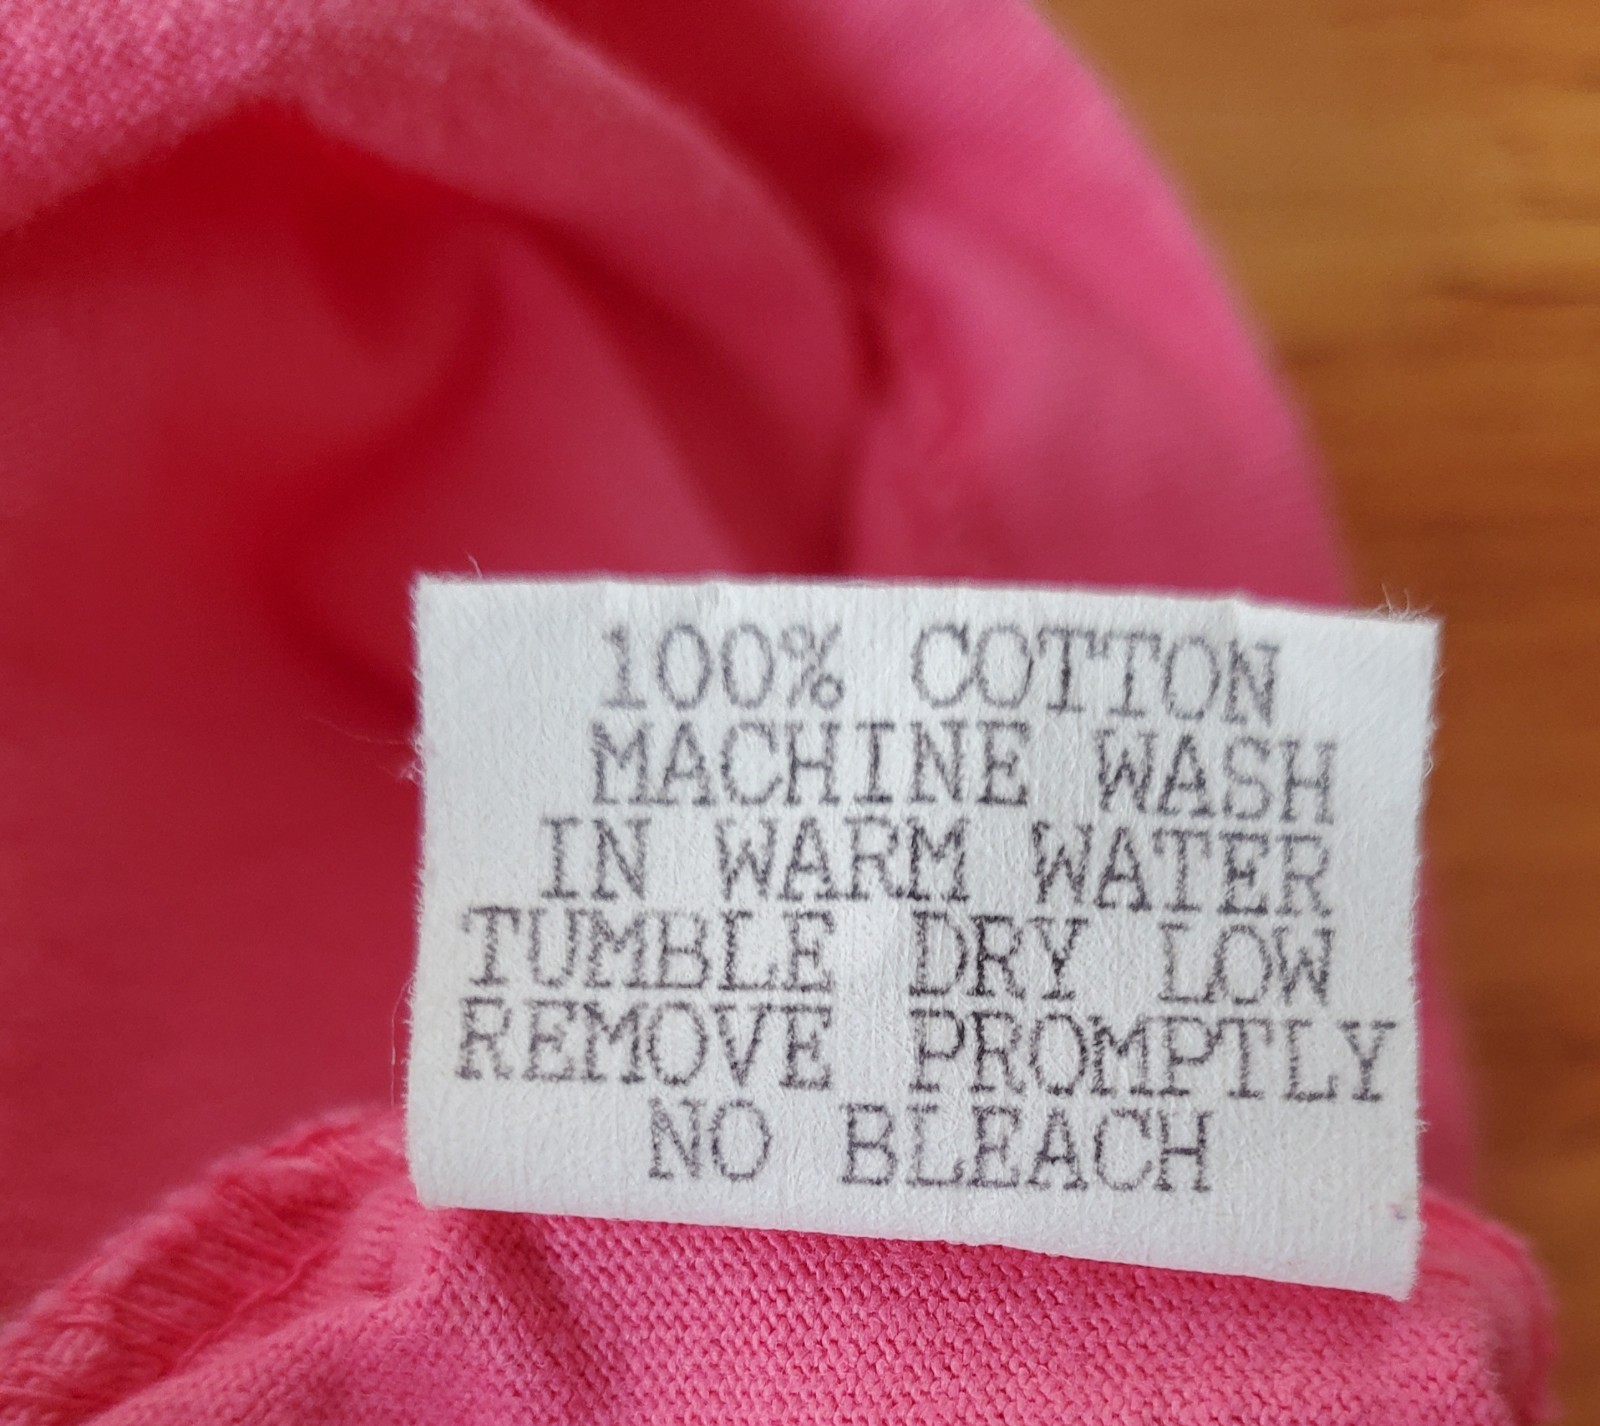 100% COTTON
MACHINE WASH
IN WARM WATER
TUMBLE DRY LOW
REMOVE PROMPTLY
NO BLEACH